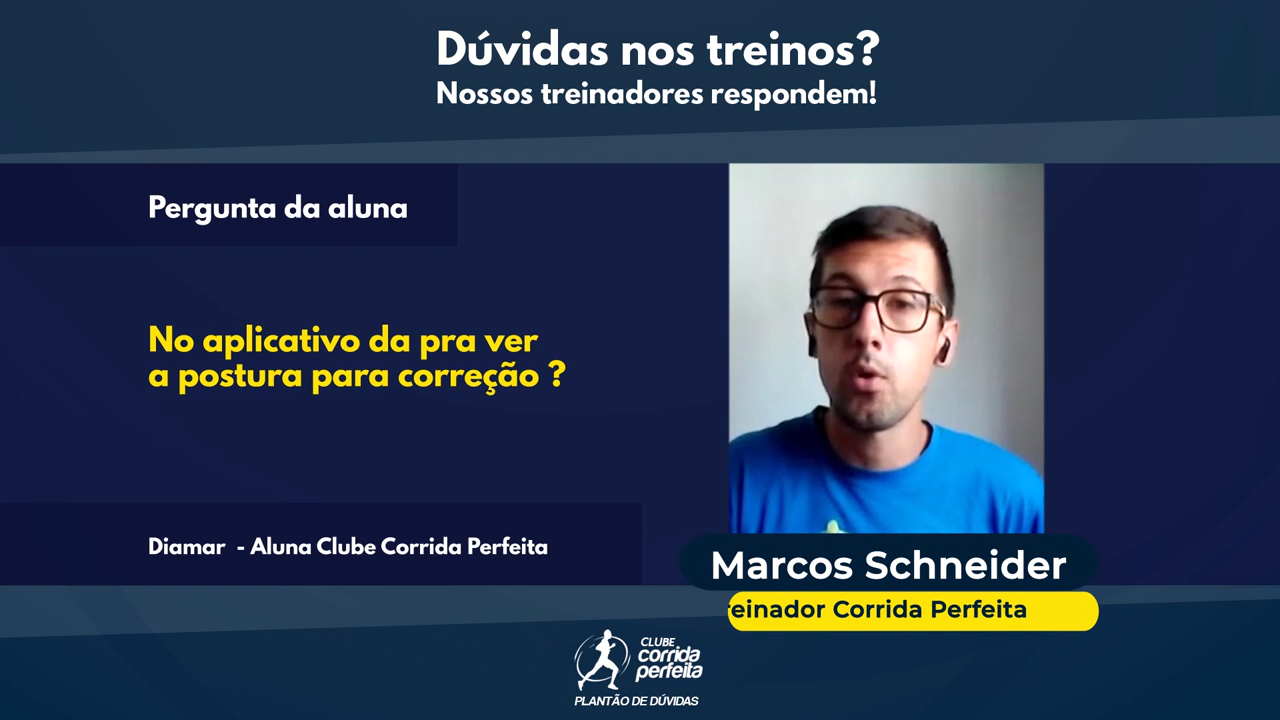 Dúvidas nos treinos?
Nossos treinadores respondem!
Pergunta da aluna
No aplicativo da pra ver
a postura para correção ?
Diamar - Aluna Clube Corrida Perfeita
Marcos Schneider
reinador Corrida Perfeita
CLUBE
corrida
perfeita
PLANTÃO DE DÚVIDAS